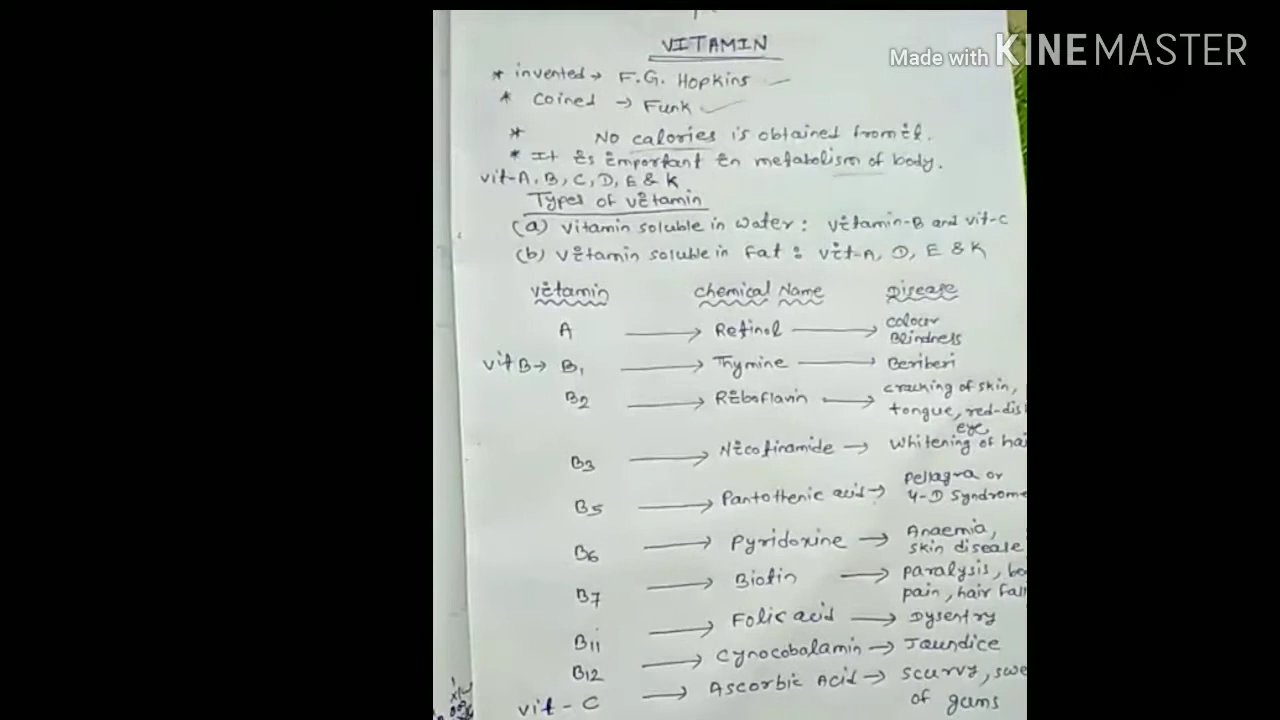 Made with KINEMASTER
VITAMIN
* invented → F.G. Hopkins
* Coined → Funk
* No calories is obtained from it.
* It is important in metabolism of body.
vit-A, B, C, D, E & K
Types of vitamin
(a) Vitamin soluble in water : vitamin-B and vit-C
(b) Vitamin soluble in fat : vit-A, D, E & K
Vitamin Chemical Name Disease
A → Retinol → colour Blindness
vit B → B1 → Thymine → Beriberi
B2 → Riboflavin → cracking of skin,
tongue, red-dis
eye
B3 → Nicotinamide → Whitening of hai
B5 → Pantothenic acid → Pellagra or
4-D Syndrome
B6 → Pyridoxine → Anaemia,
skin disease
B7 → Biotin → paralysis, bo
pain, hair fall
B11 → Folic acid → Dysentry
B12 → Cynocobalamin → Jaundice
vit - C → Ascorbic Acid → scurvy, swe
of gums